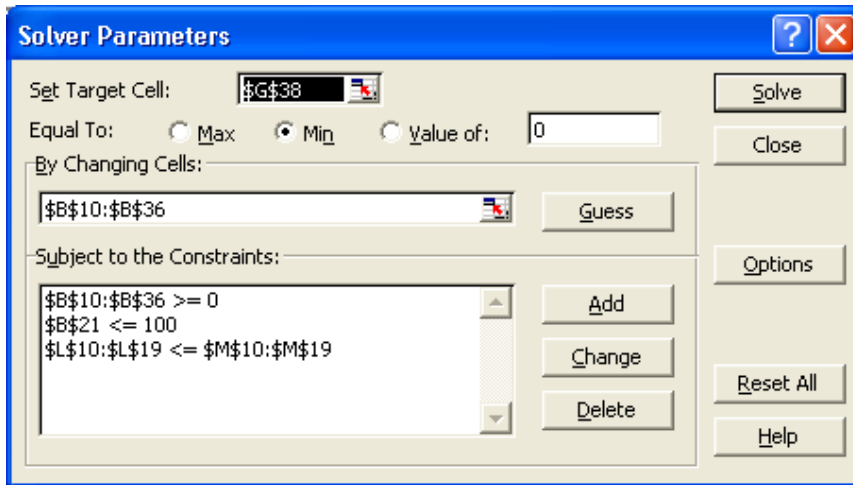 Solver Parameters
Set Target Cell: $G$38 Solve
Equal To: Max Min Value of: 0 Close
By Changing Cells:
$B$10:$B$36 Guess
Subject to the Constraints: Options
$B$10:$B$36 >= 0 Add
$B$21 <= 100
$L$10:$L$19 <= $M$10:$M$19 Change
Reset All
Delete
Help